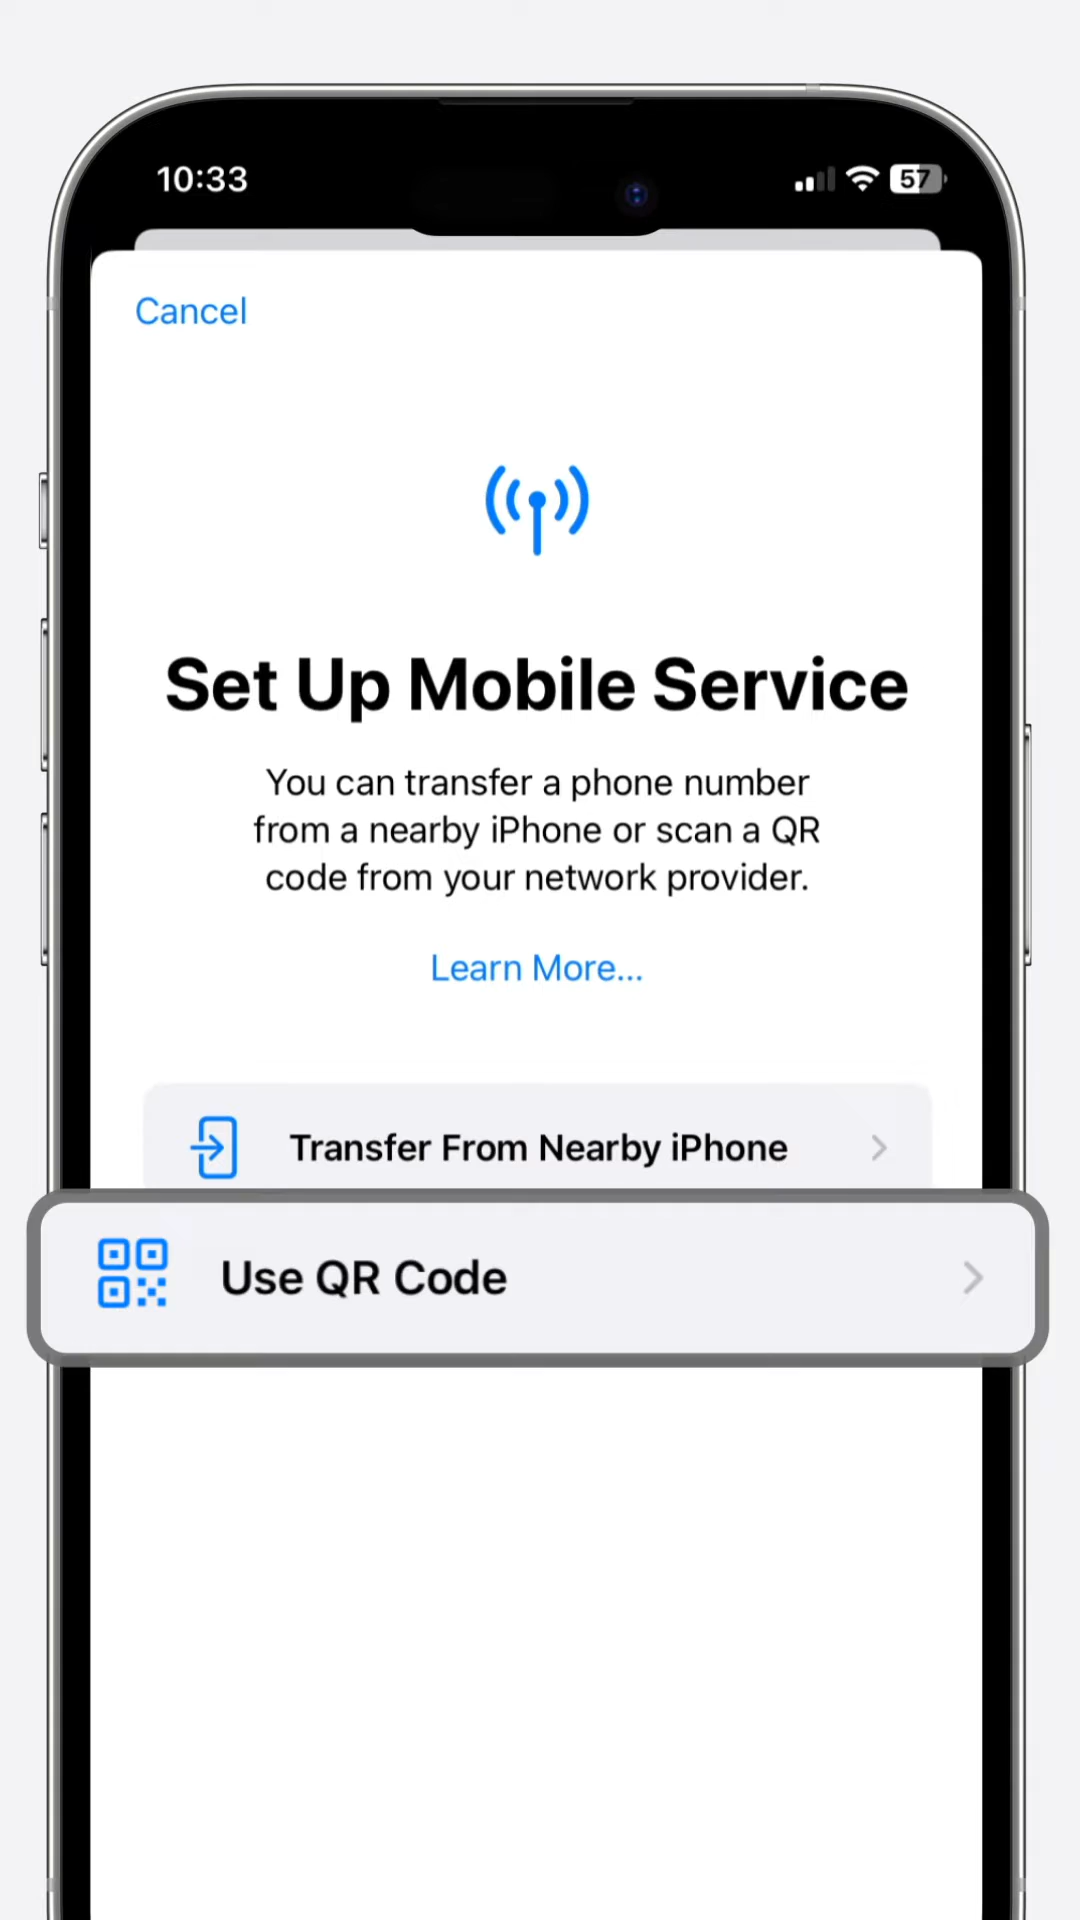 10:33
57
Cancel
Set Up Mobile Service
You can transfer a phone number
from a nearby iPhone or scan a QR
code from your network provider.
Learn More...
Transfer From Nearby iPhone
Use QR Code